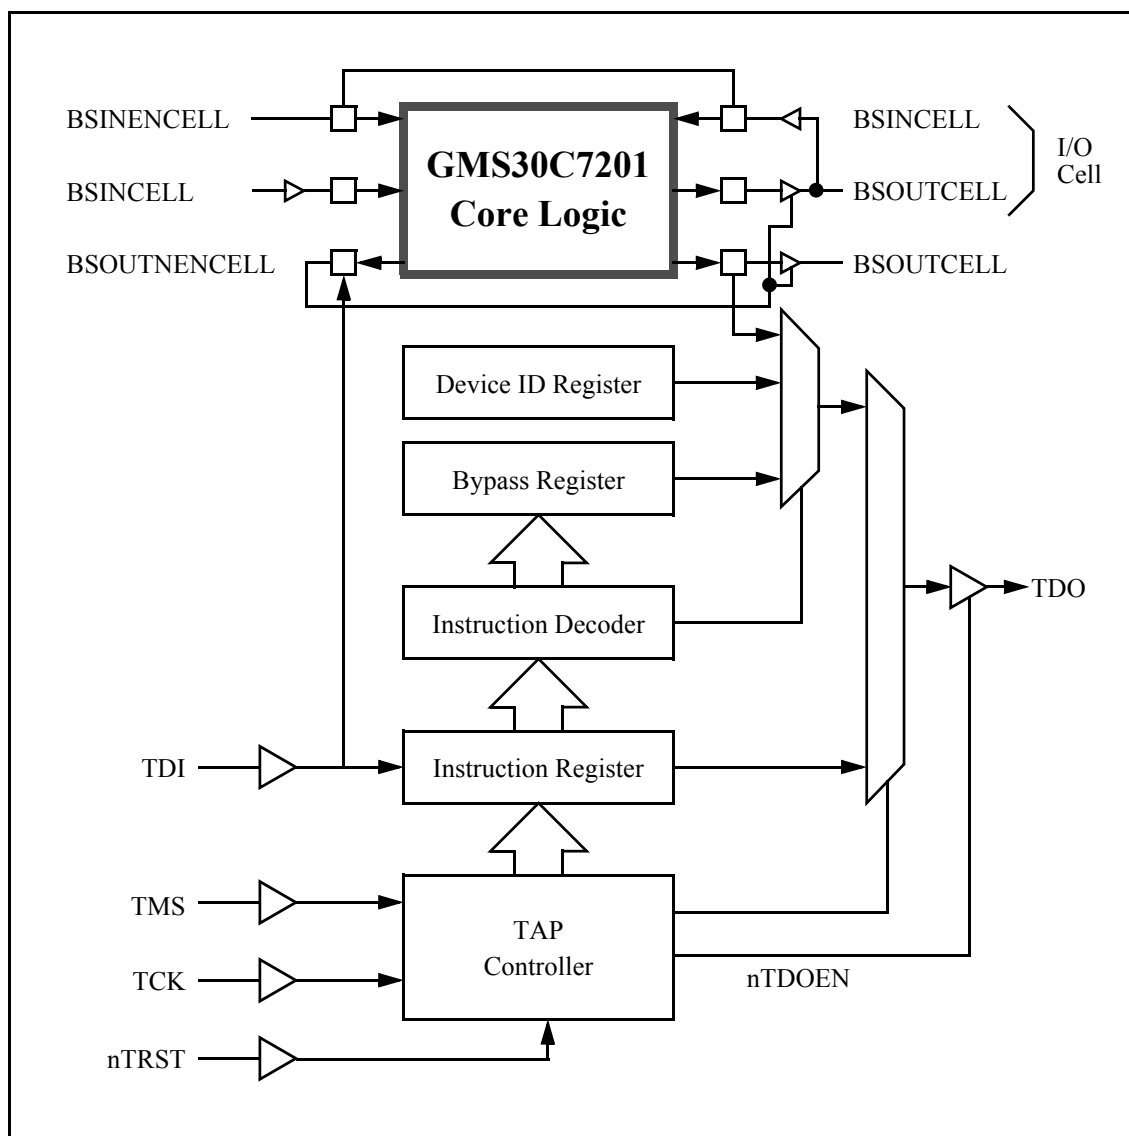 BSINENCELL
BSINCELL
I/O
Cell
GMS30C7201
Core Logic
BSINCELL
BSOUTCELL
BSOUTNENCELL
BSOUTCELL
Device ID Register
Bypass Register
Instruction Decoder
TDO
TDI
Instruction Register
TMS
TAP
Controller
TCK
nTDOEN
nTRST